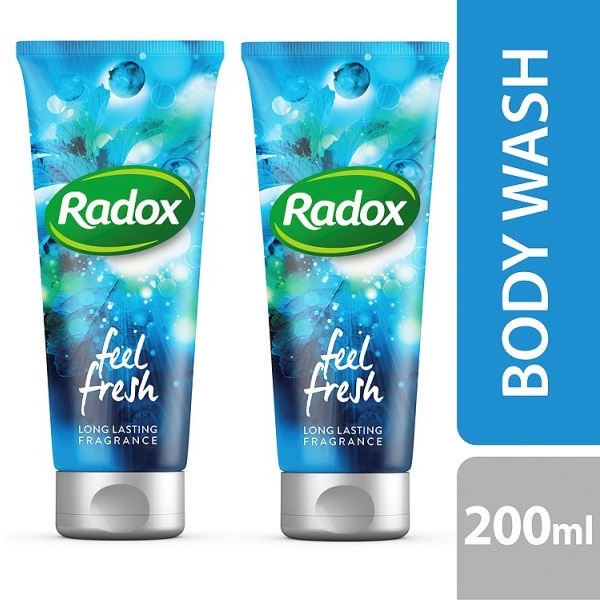 Radox
feel
fresh
LONG LASTING
FRAGRANCE
Radox
feel
fresh
LONG LASTING
FRAGRANCE
BODY WASH
200ml